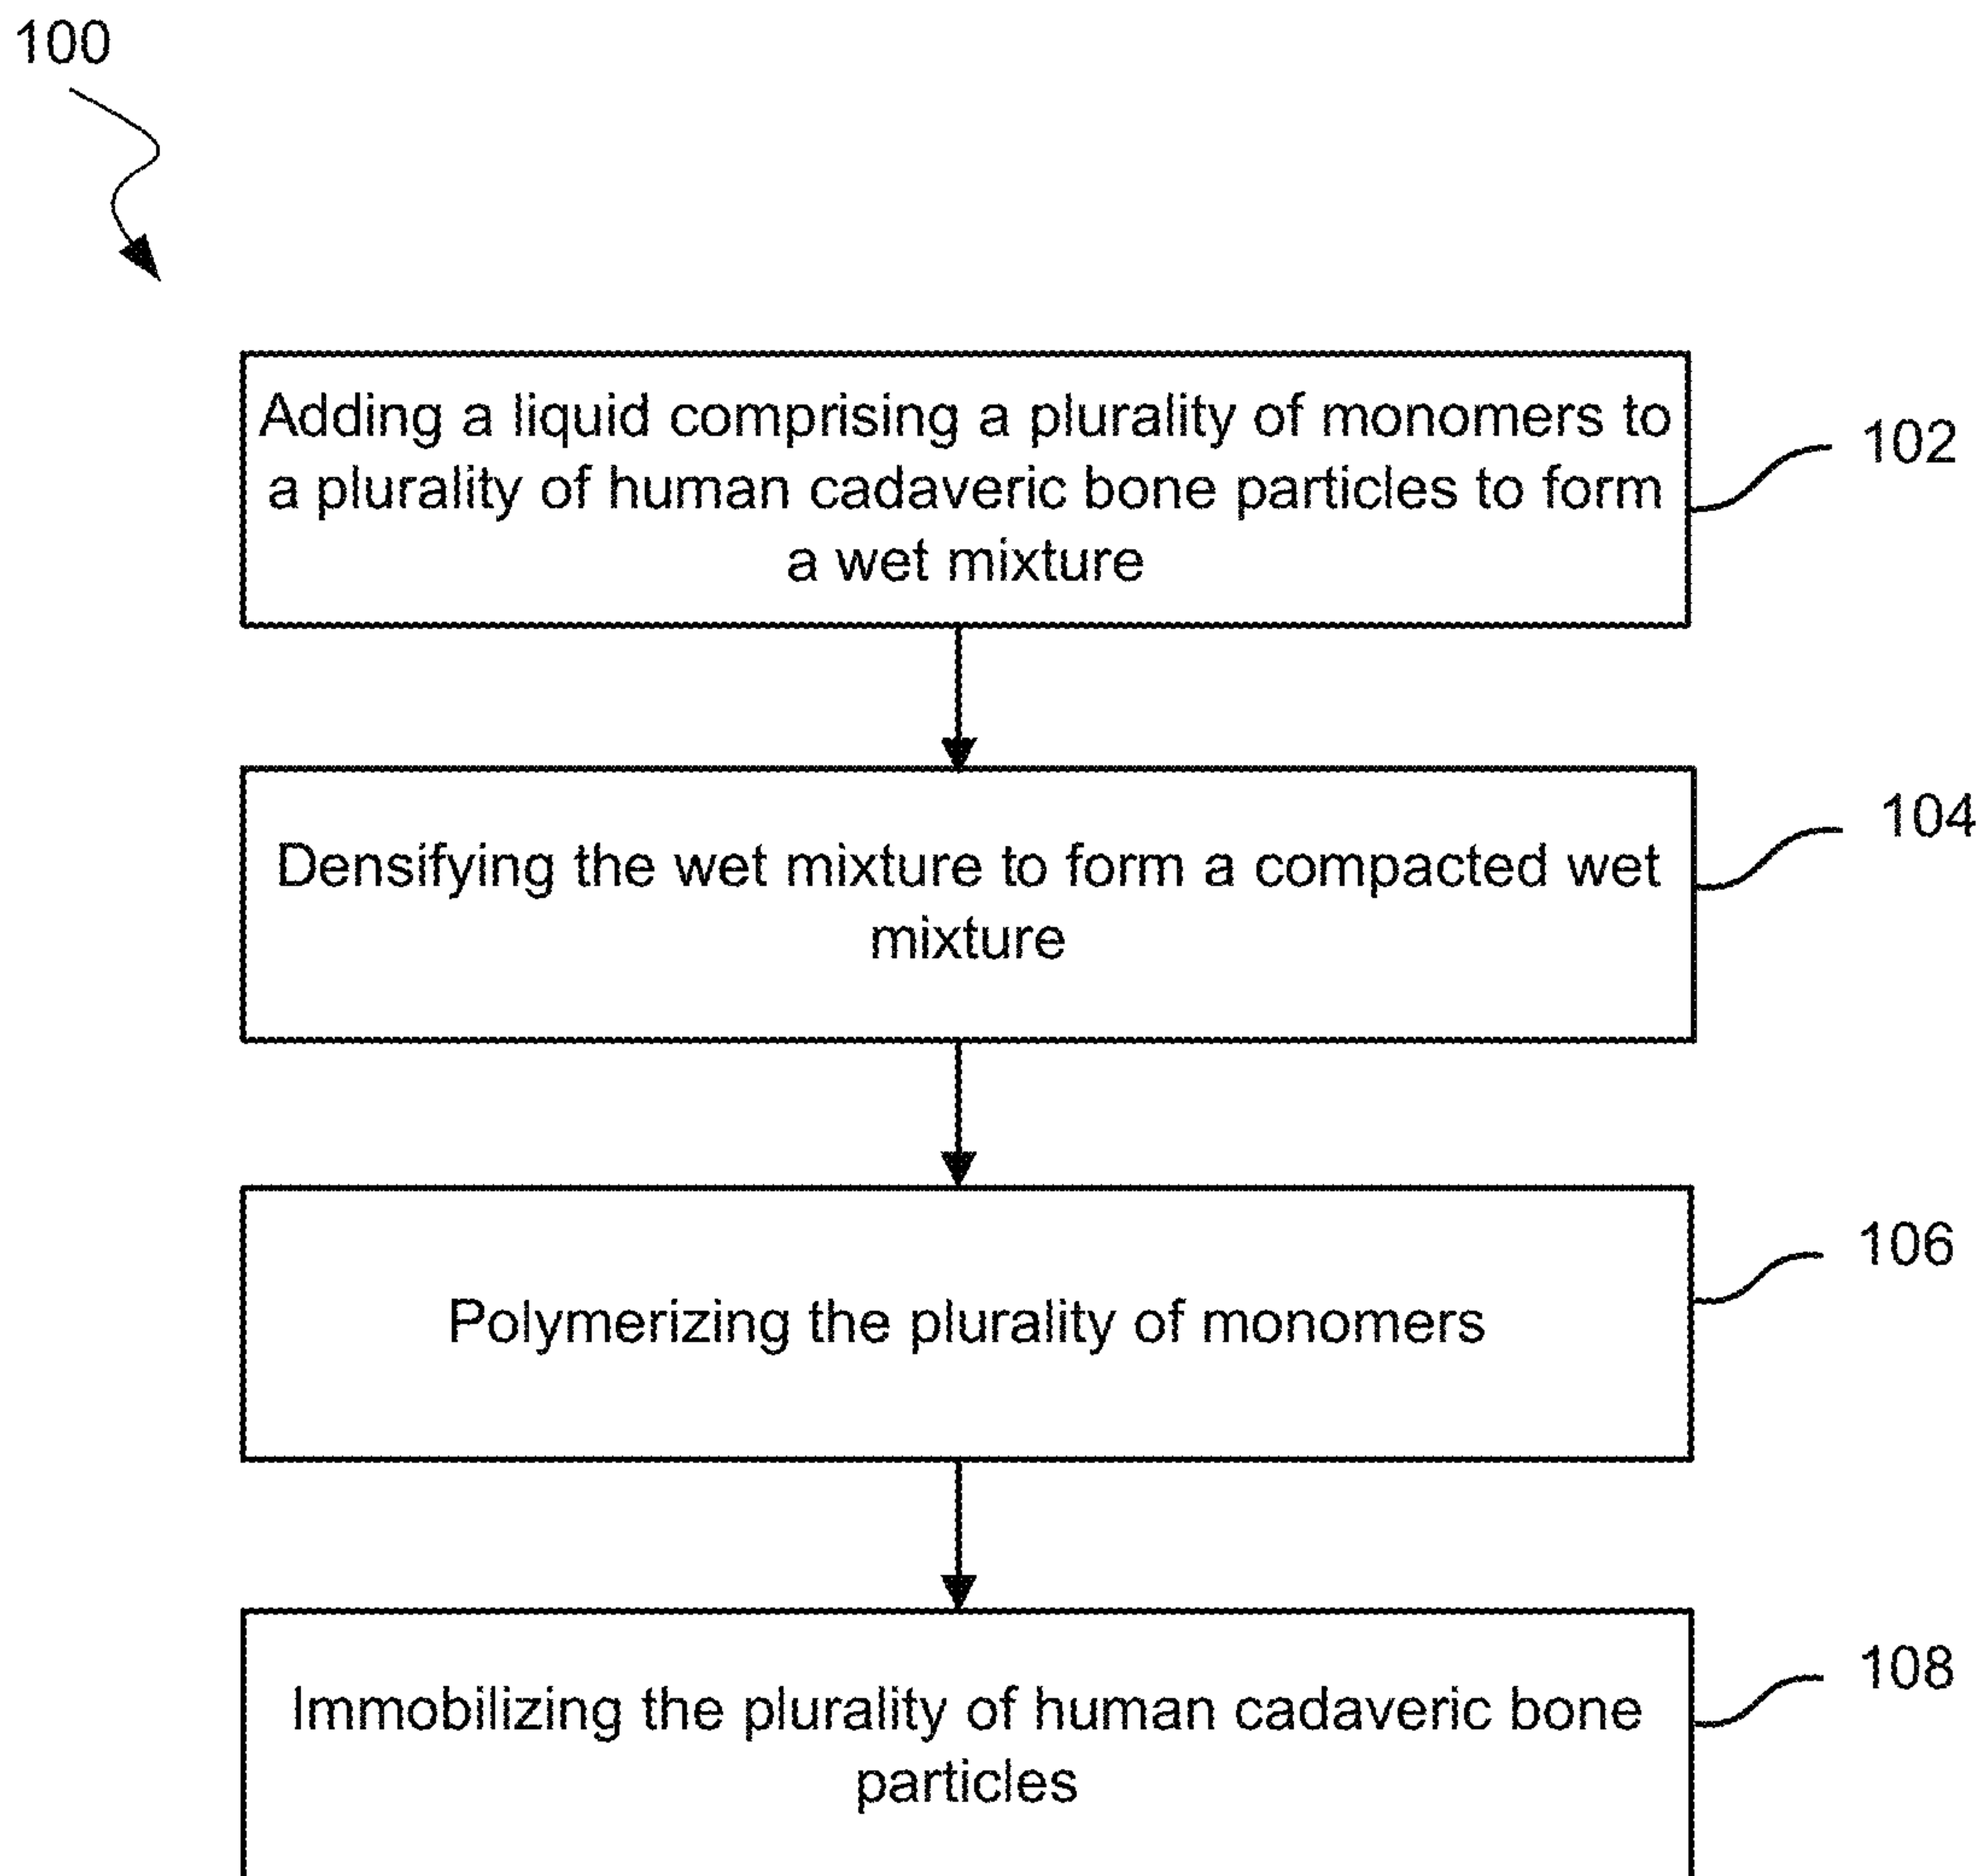 100
Adding a liquid comprising a plurality of monomers to
a plurality of human cadaveric bone particles to form
a wet mixture
102
Densifying the wet mixture to form a compacted wet
mixture
104
Polymerizing the plurality of monomers
106
Immobilizing the plurality of human cadaveric bone
particles
108